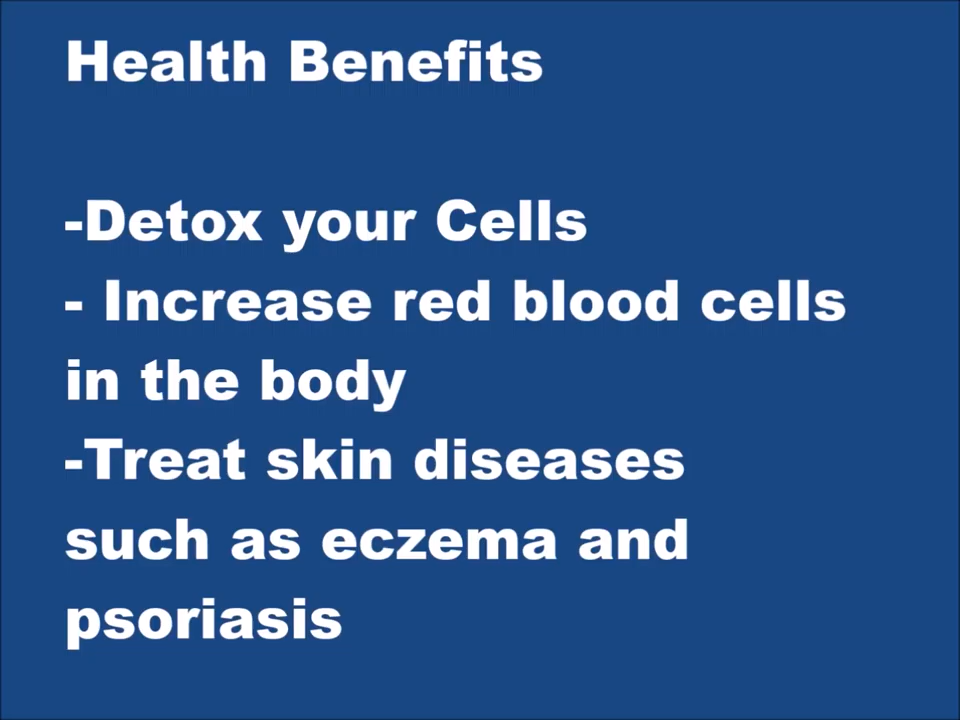 Health Benefits
-Detox your Cells
- Increase red blood cells
in the body
-Treat skin diseases
such as eczema and
psoriasis